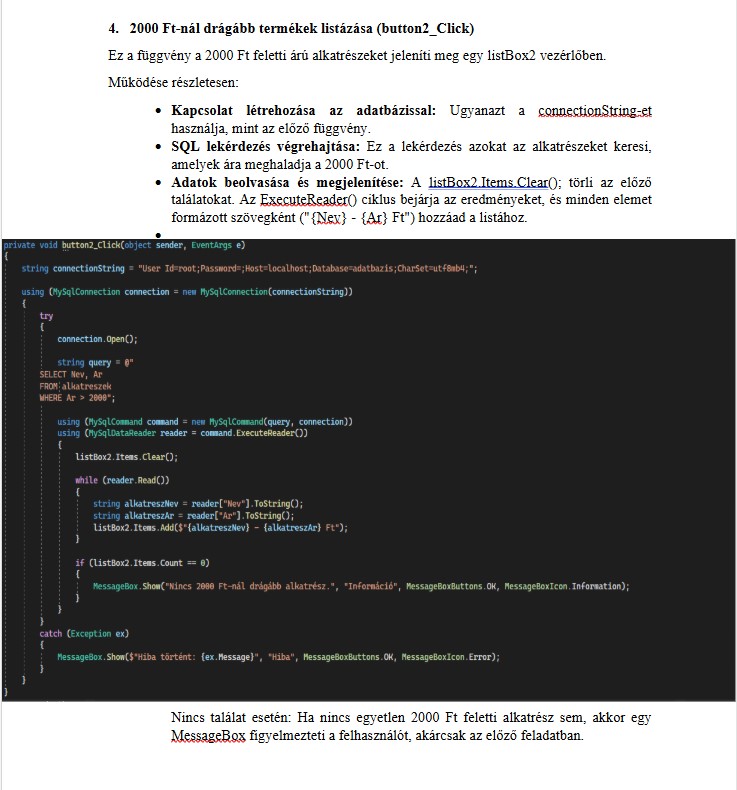 4. 2000 Ft-nál drágább termékek listázása (button2_Click)
Ez a függvény a 2000 Ft feletti árú alkatrészeket jeleníti meg egy listBox2 vezérlőben.
Működése részletesen:
• Kapcsolat létrehozása az adatbázissal: Ugyanazt a connectionString-et
használja, mint az előző függvény.
• SQL lekérdezés végrehajtása: Ez a lekérdezés azokat az alkatrészeket keresi,
amelyek ára meghaladja a 2000 Ft-ot.
• Adatok beolvasása és megjelenítése: A listBox2.Items.Clear(); törli az előző
találatokat. Az ExecuteReader() ciklus bejárja az eredményeket, és minden elemet
formázott szövegként ("{Nev} - {Ar} Ft") hozzáad a listához.
•
private void button2_Click(object sender, EventArgs e)
{
string connectionString = "User Id=root;Password=;Host=localhost;Database=adatbazis;CharSet=utf8mb4;";
using (MySqlConnection connection = new MySqlConnection(connectionString))
{
try
{
connection.Open();
string query = @"
SELECT Nev, Ar
FROM alkatreszek
WHERE Ar > 2000";
using (MySqlCommand command = new MySqlCommand(query, connection))
using (MySqlDataReader reader = command.ExecuteReader())
{
listBox2.Items.Clear();
while (reader.Read())
{
string alkatreszNev = reader["Nev"].ToString();
string alkatreszAr = reader["Ar"].ToString();
listBox2.Items.Add($"{alkatreszNev} - {alkatreszAr} Ft");
}
if (listBox2.Items.Count == 0)
{
MessageBox.Show("Nincs 2000 Ft-nál drágább alkatrész.", "Információ", MessageBoxButtons.OK, MessageBoxIcon.Information);
}
}
}
catch (Exception ex)
{
MessageBox.Show($"Hiba történt: {ex.Message}", "Hiba", MessageBoxButtons.OK, MessageBoxIcon.Error);
}
}
}
Nincs találat esetén: Ha nincs egyetlen 2000 Ft feletti alkatrész sem, akkor egy
MessageBox figyelmezteti a felhasználót, akárcsak az előző feladatban.